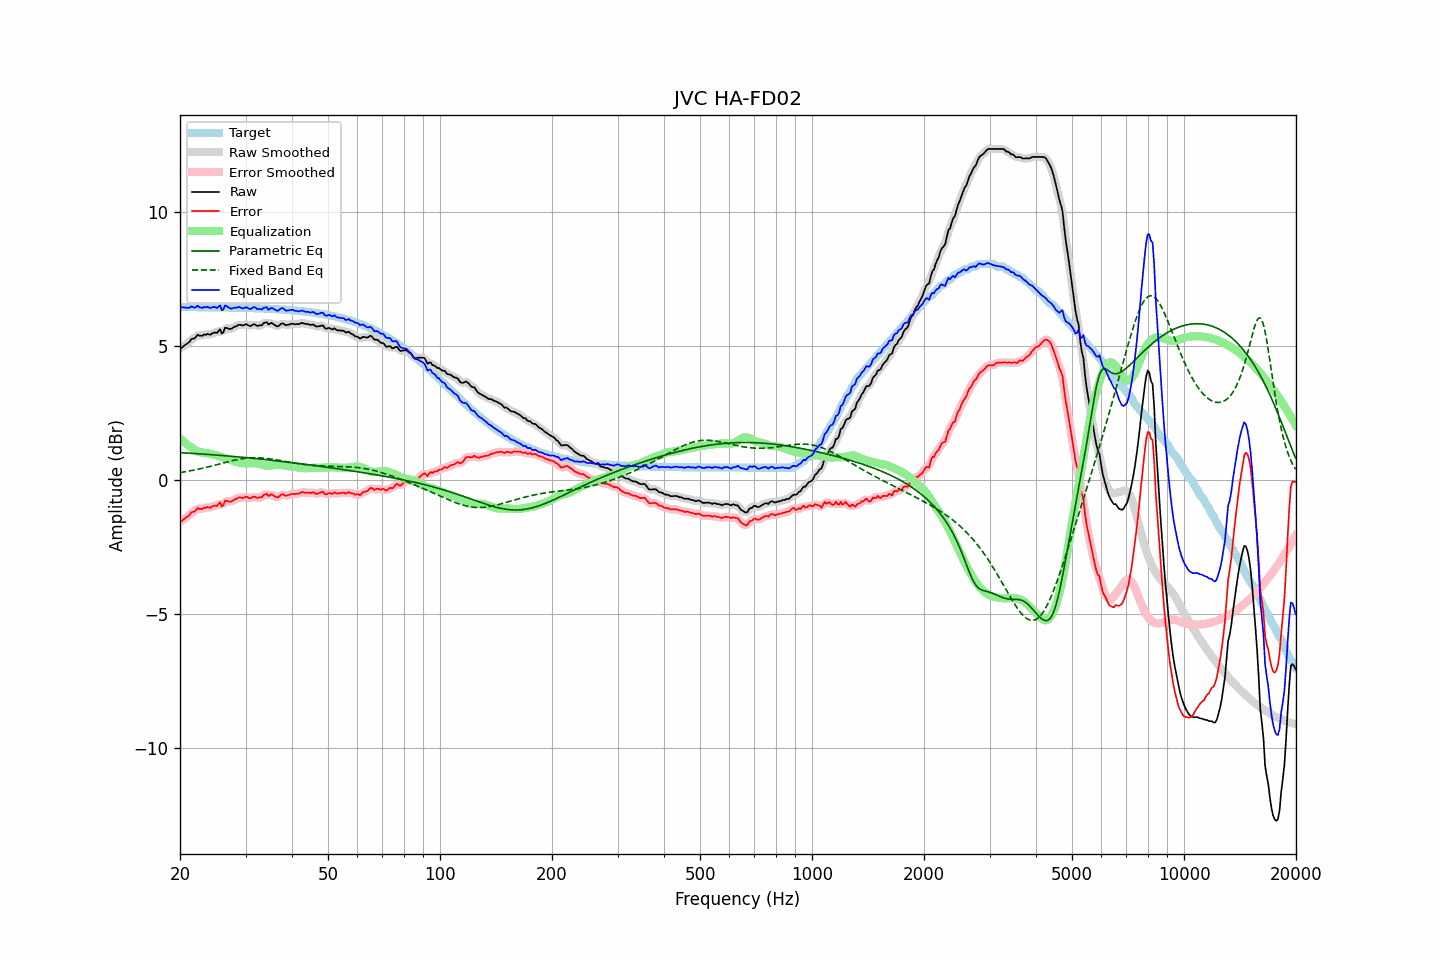 JVC HA-FD02
Target
Raw Smoothed
Error Smoothed
Raw
Error
Equalization
Parametric Eq
Fixed Band Eq
Equalized
Amplitude (dBr)
10
5
0
−5
−10
20 50 100 200 500 1000 2000 5000 10000 20000
Frequency (Hz)